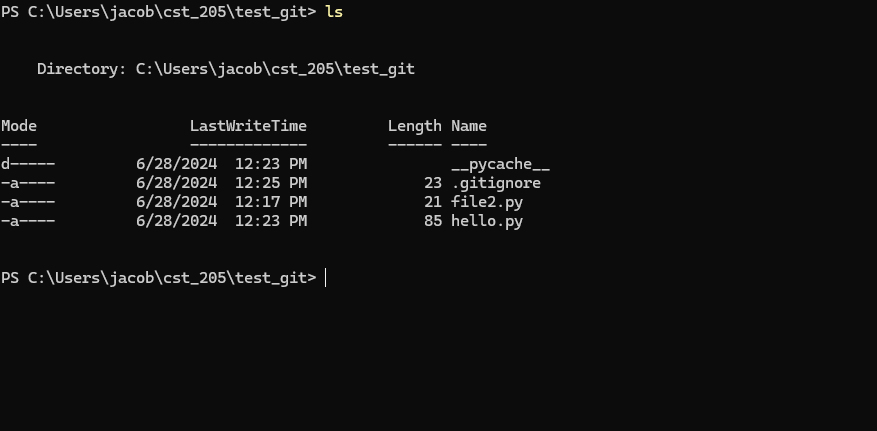 PS C:\Users\jacob\cst_205\test_git> ls
Directory: C:\Users\jacob\cst_205\test_git
Mode                 LastWriteTime         Length Name
----                 -------------         ------ ----
d-----         6/28/2024  12:23 PM                __pycache__
-a----         6/28/2024  12:25 PM             23 .gitignore
-a----         6/28/2024  12:17 PM             21 file2.py
-a----         6/28/2024  12:23 PM             85 hello.py
PS C:\Users\jacob\cst_205\test_git>